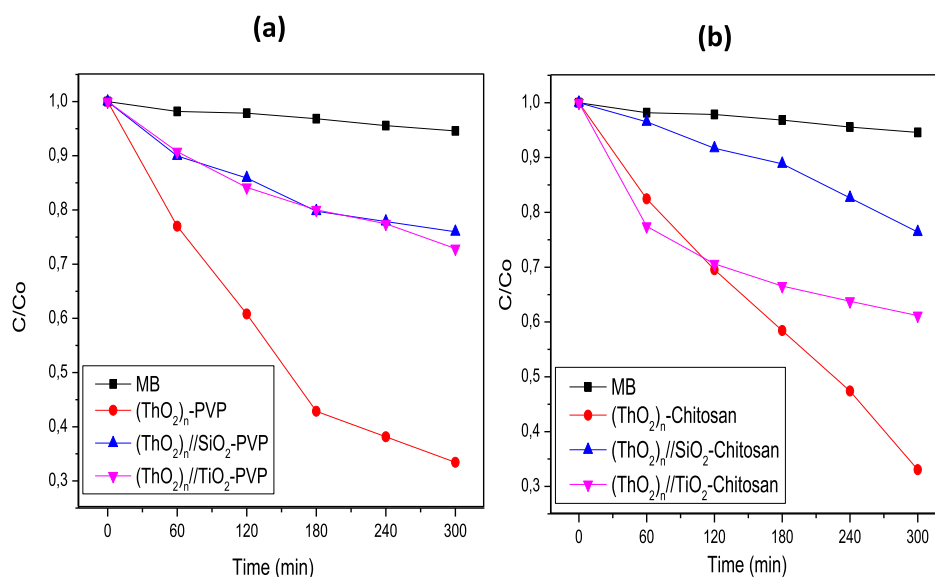 (a)
C/Co
1,0
0,9
0,8
0,7
0,6
0,5
0,4
0,3
MB
(ThO₂)ₙ-PVP
(ThO₂)ₙ//SiO₂-PVP
(ThO₂)ₙ//TiO₂-PVP
0 60 120 180 240 300
Time (min)
(b)
C/Co
1,0
0,9
0,8
0,7
0,6
0,5
0,4
0,3
MB
(ThO₂)ₙ-Chitosan
(ThO₂)ₙ//SiO₂-Chitosan
(ThO₂)ₙ//TiO₂-Chitosan
0 60 120 180 240 300
Time (min)